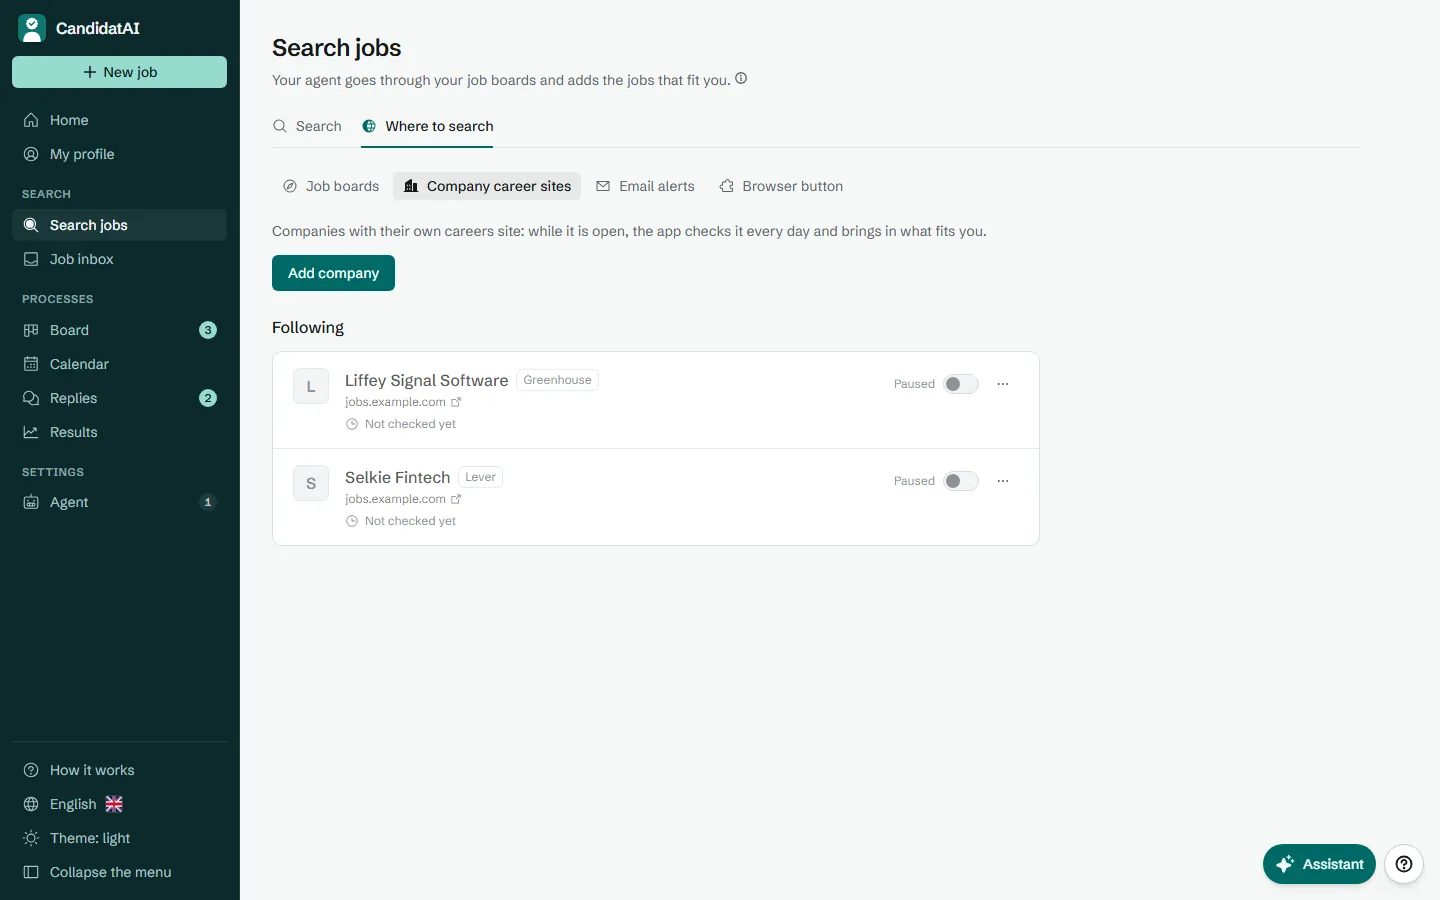 CandidatAI
New job
Home
My profile
SEARCH
Search jobs
Job inbox
PROCESSES
Board 3
Calendar
Replies 2
Results
SETTINGS
Agent 1
How it works
English
Theme: light
Collapse the menu
Search jobs
Your agent goes through your job boards and adds the jobs that fit you.
Search Where to search
Job boards Company career sites Email alerts Browser button
Companies with their own careers site: while it is open, the app checks it every day and brings in what fits you.
Add company
Following
L
Liffey Signal Software Greenhouse
jobs.example.com
Not checked yet
Paused
S
Selkie Fintech Lever
jobs.example.com
Not checked yet
Paused
Assistant